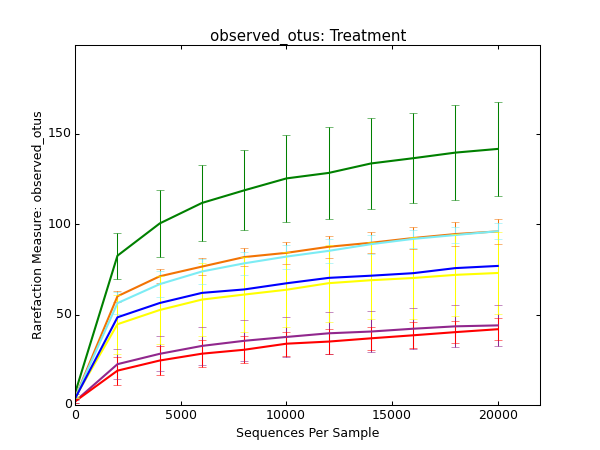 observed_otus: Treatment
Rarefaction Measure: observed_otus
150
100
50
0
0 5000 10000 15000 20000
Sequences Per Sample